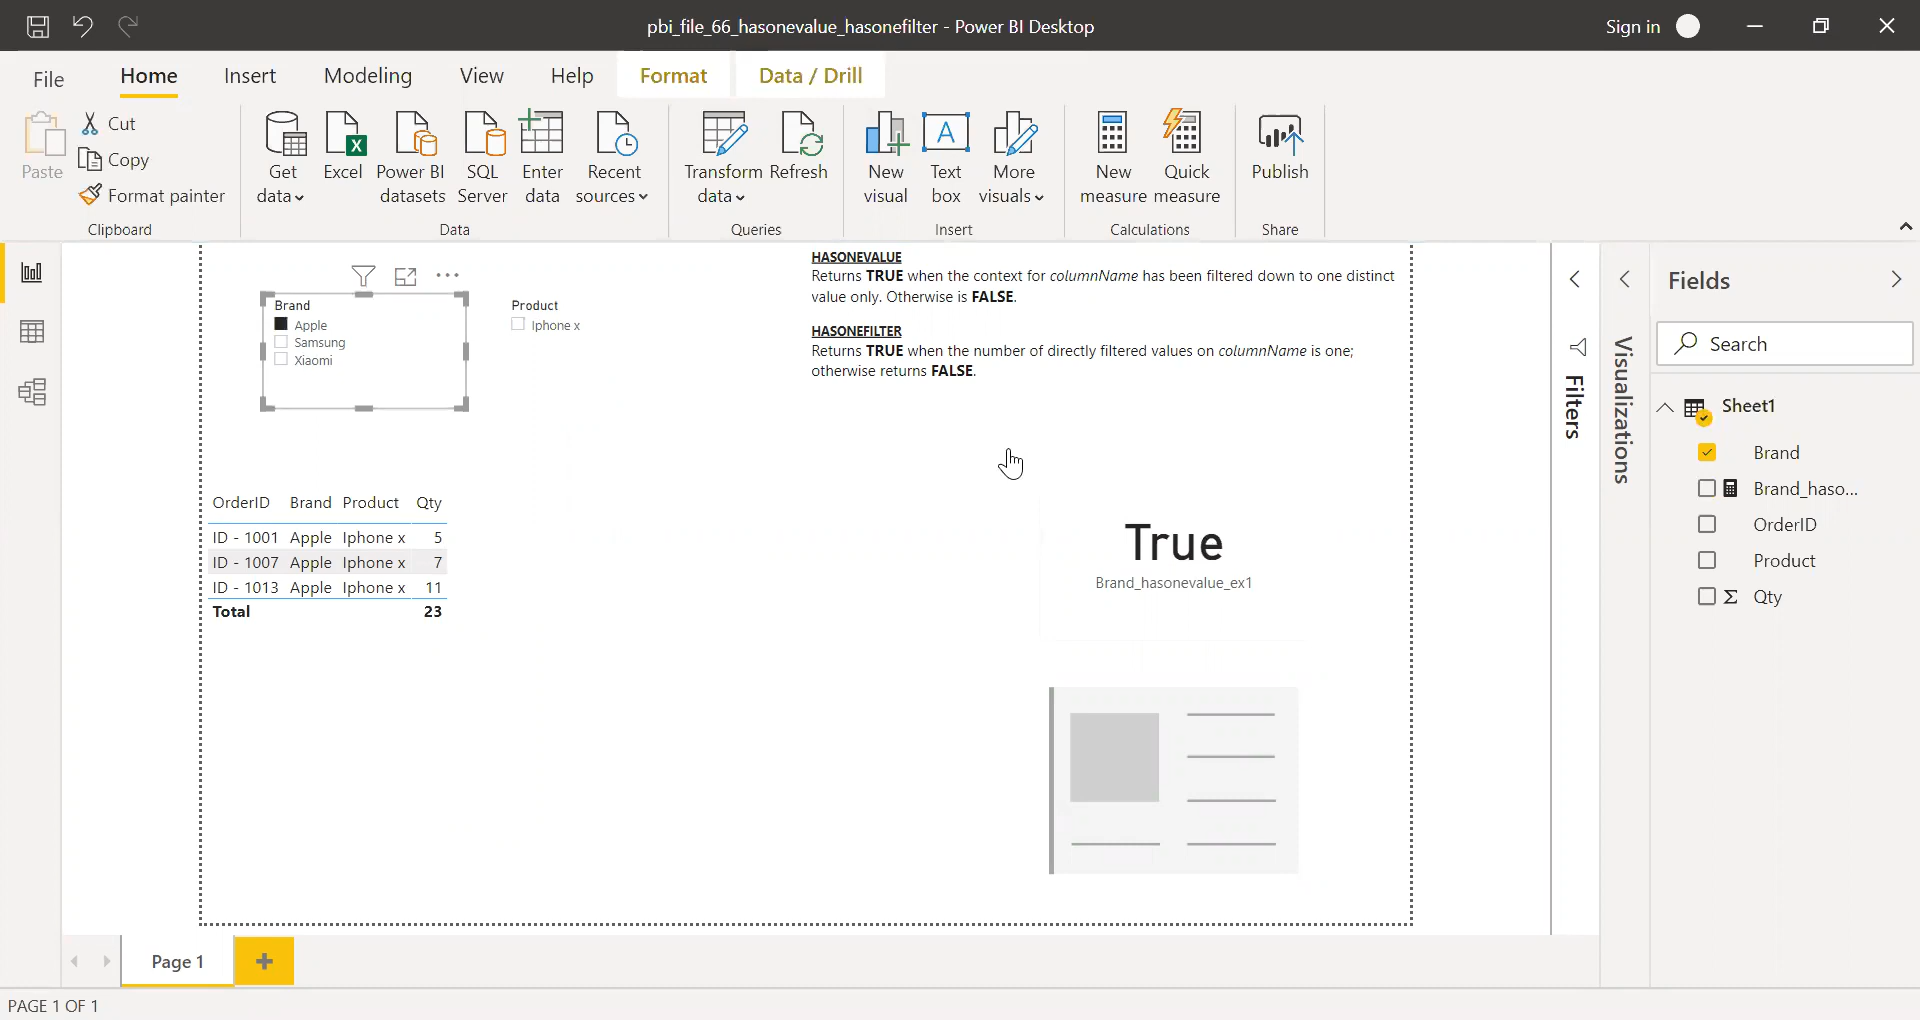 pbi_file_66_hasonevalue_hasonefilter - Power BI Desktop
Sign in
File Home Insert Modeling View Help Format Data / Drill
Paste
Cut
Copy
Format painter
Clipboard
Get data
Excel
Power BI datasets
SQL Server
Enter data
Recent sources
Data
Transform data
Refresh
Queries
New visual
Text box
More visuals
Insert
New measure
Quick measure
Calculations
Publish
Share
Brand
Apple
Samsung
Xiaomi
Product
Iphone x
HASONEVALUE
Returns TRUE when the context for columnName has been filtered down to one distinct
value only. Otherwise is FALSE.
HASONEFILTER
Returns TRUE when the number of directly filtered values on columnName is one;
otherwise returns FALSE.
OrderID Brand Product Qty
ID - 1001 Apple Iphone x 5
ID - 1007 Apple Iphone x 7
ID - 1013 Apple Iphone x 11
Total 23
True
Brand_hasonevalue_ex1
Filters
Visualizations
Fields
Search
Sheet1
Brand
Brand_haso...
OrderID
Product
Σ Qty
Page 1
PAGE 1 OF 1